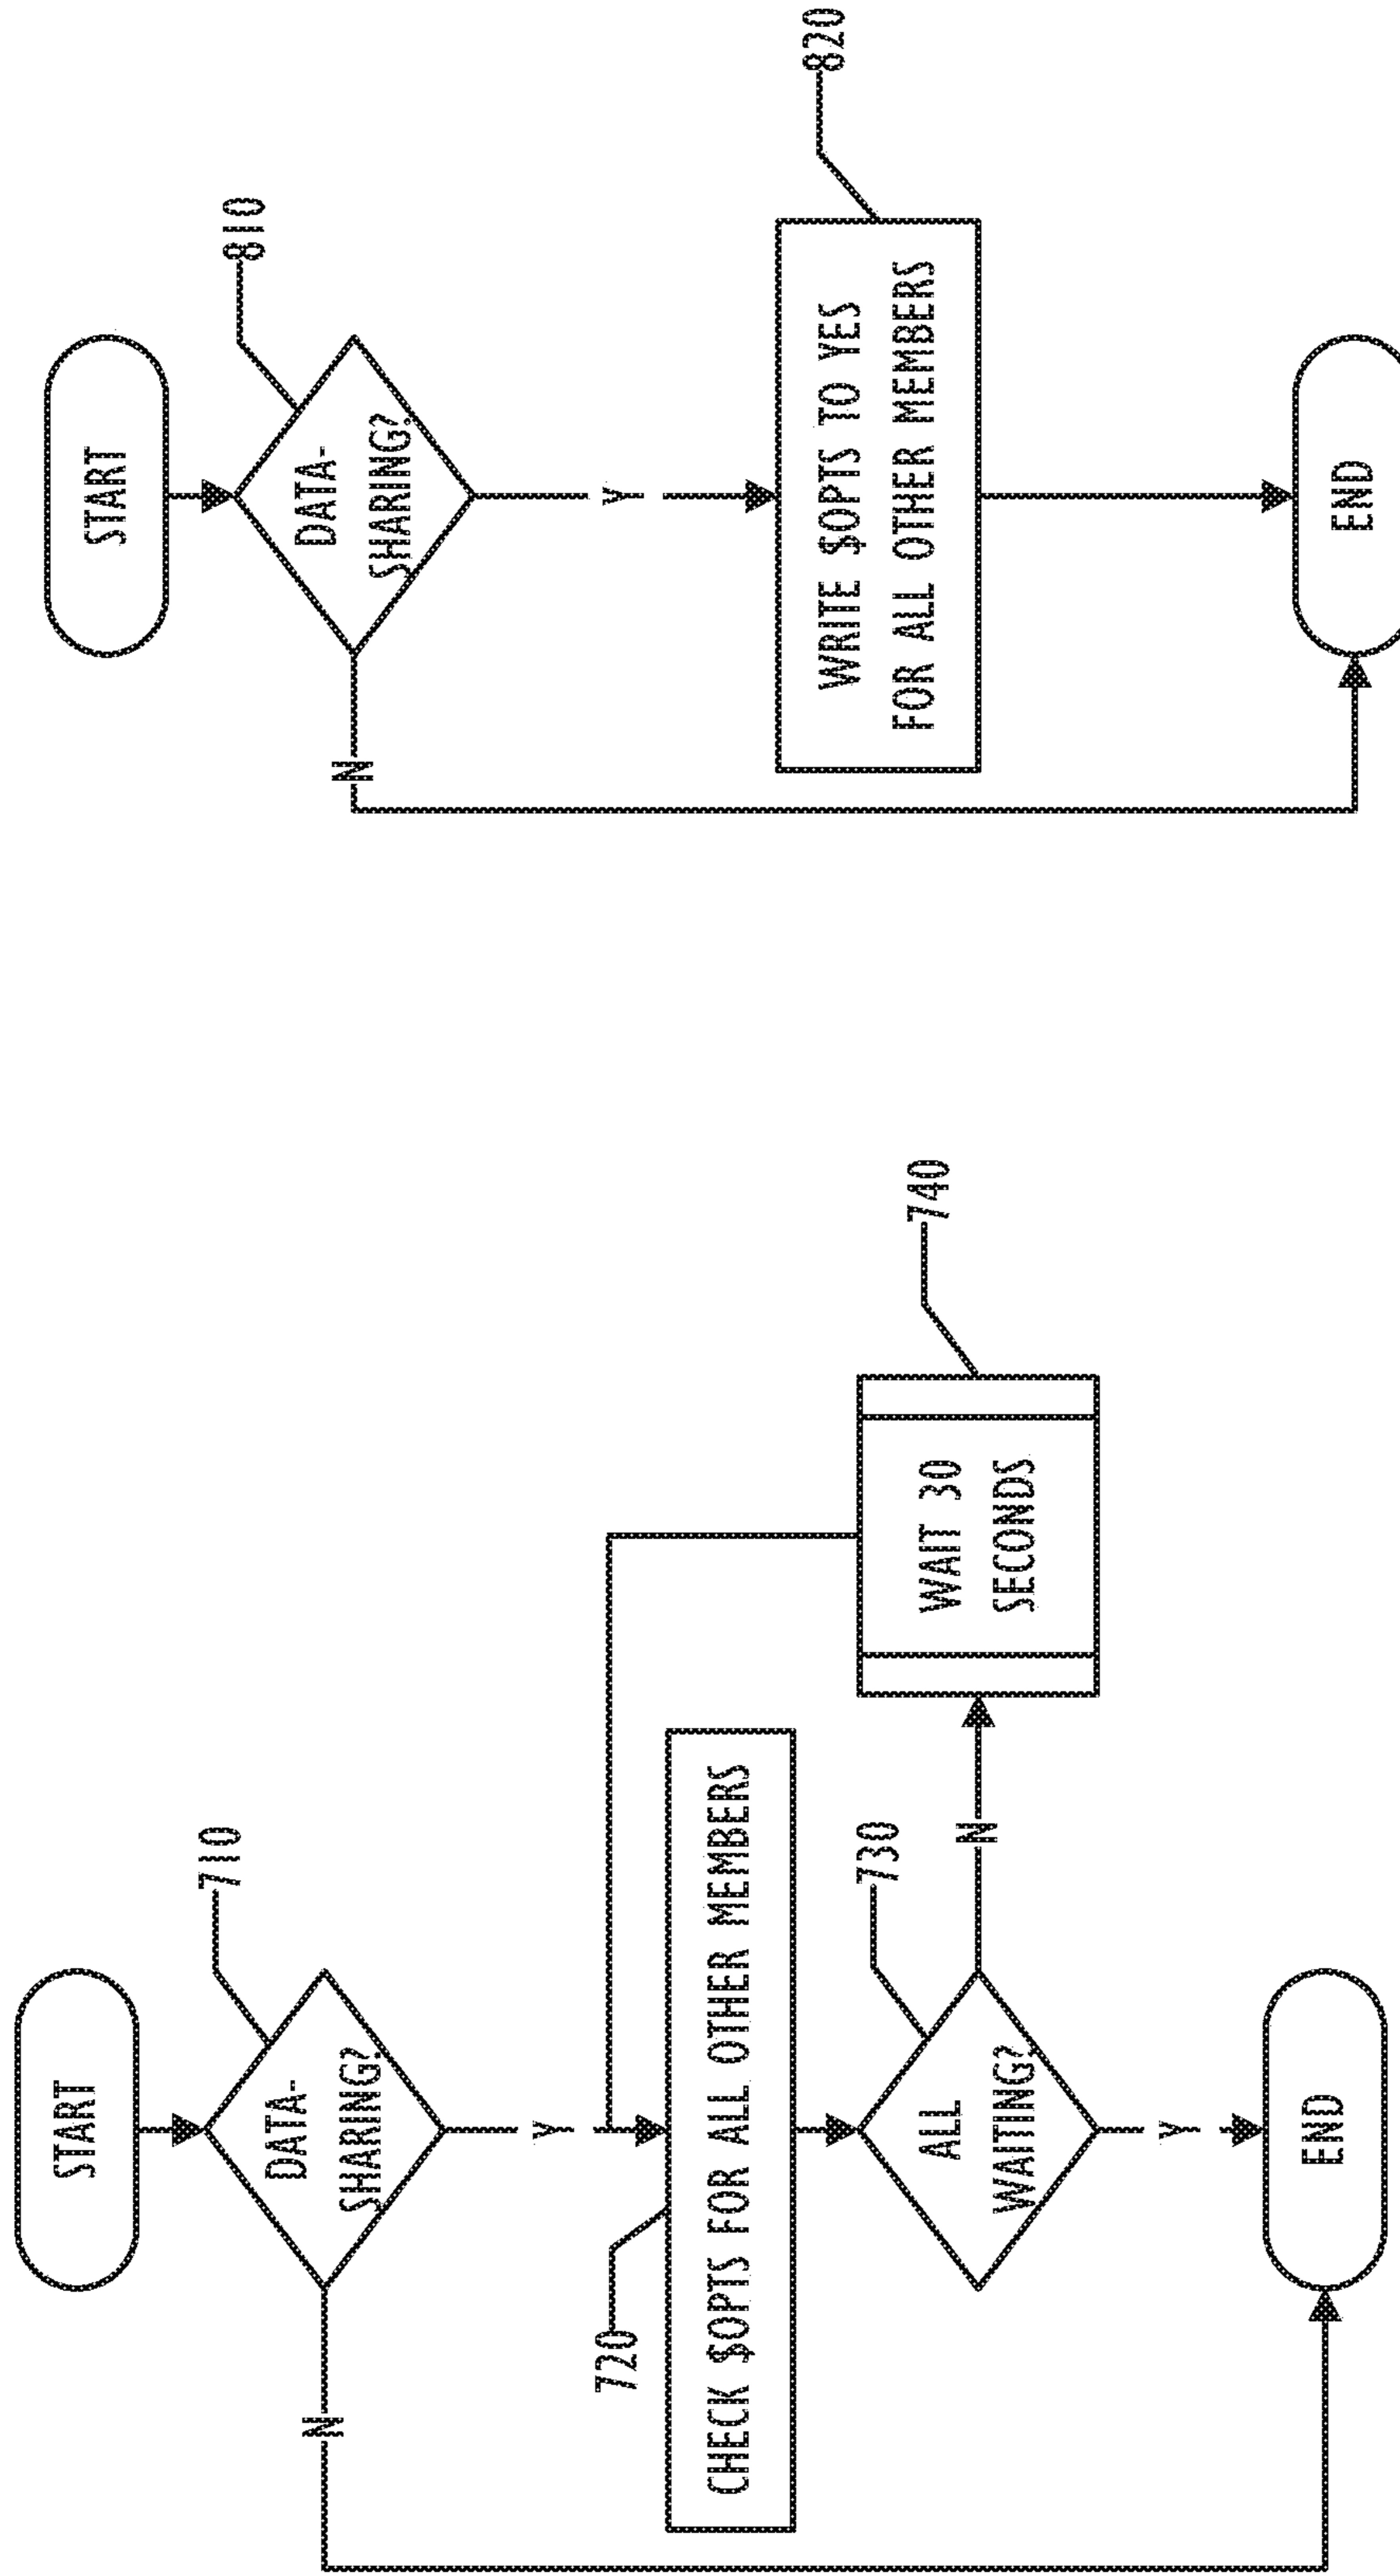 START
710
DATA-
SHARING?
N
Y
720
CHECK $OPTS FOR ALL OTHER MEMBERS
730
ALL
WAITING?
N
740
WAIT 30
SECONDS
Y
END
START
810
DATA-
SHARING?
N
Y
820
WRITE $OPTS TO YES
FOR ALL OTHER MEMBERS
END